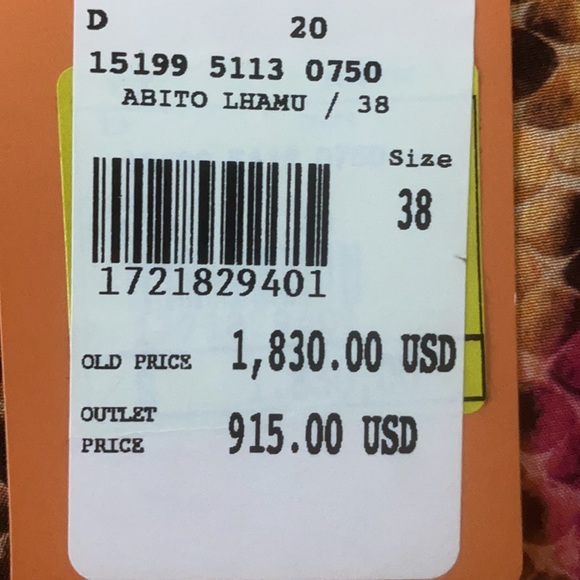 D 20
15199 5113 0750
ABITO LHAMU / 38
Size
38
1721829401
OLD PRICE 1,830.00 USD
OUTLET
PRICE 915.00 USD